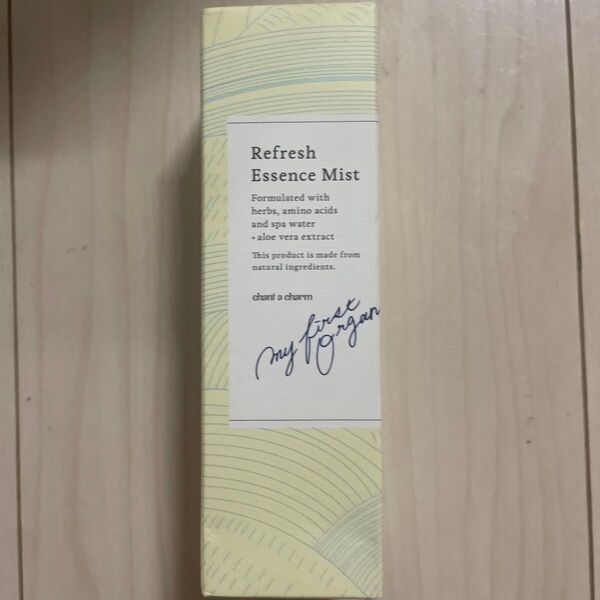 Refresh
Essence Mist
Formulated with
herbs, amino acids
and spa water
+ aloe vera extract
This product is made from
natural ingredients.
chant a charm
my first
Organ